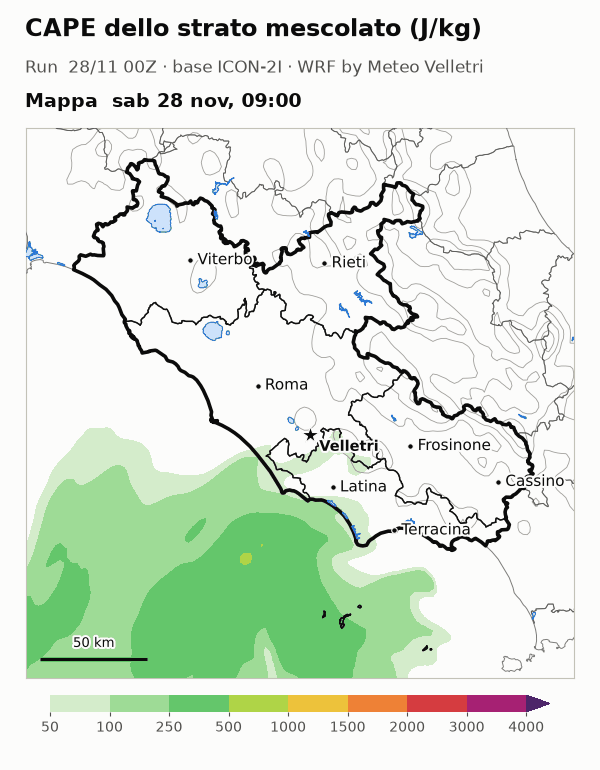 CAPE dello strato mescolato (J/kg)
Run  28/11 00Z · base ICON-2I · WRF by Meteo Velletri
Mappa  sab 28 nov, 09:00
Viterbo
Rieti
Roma
Velletri
Frosinone
Latina
Cassino
Terracina
50 km
50 100 250 500 1000 1500 2000 3000 4000